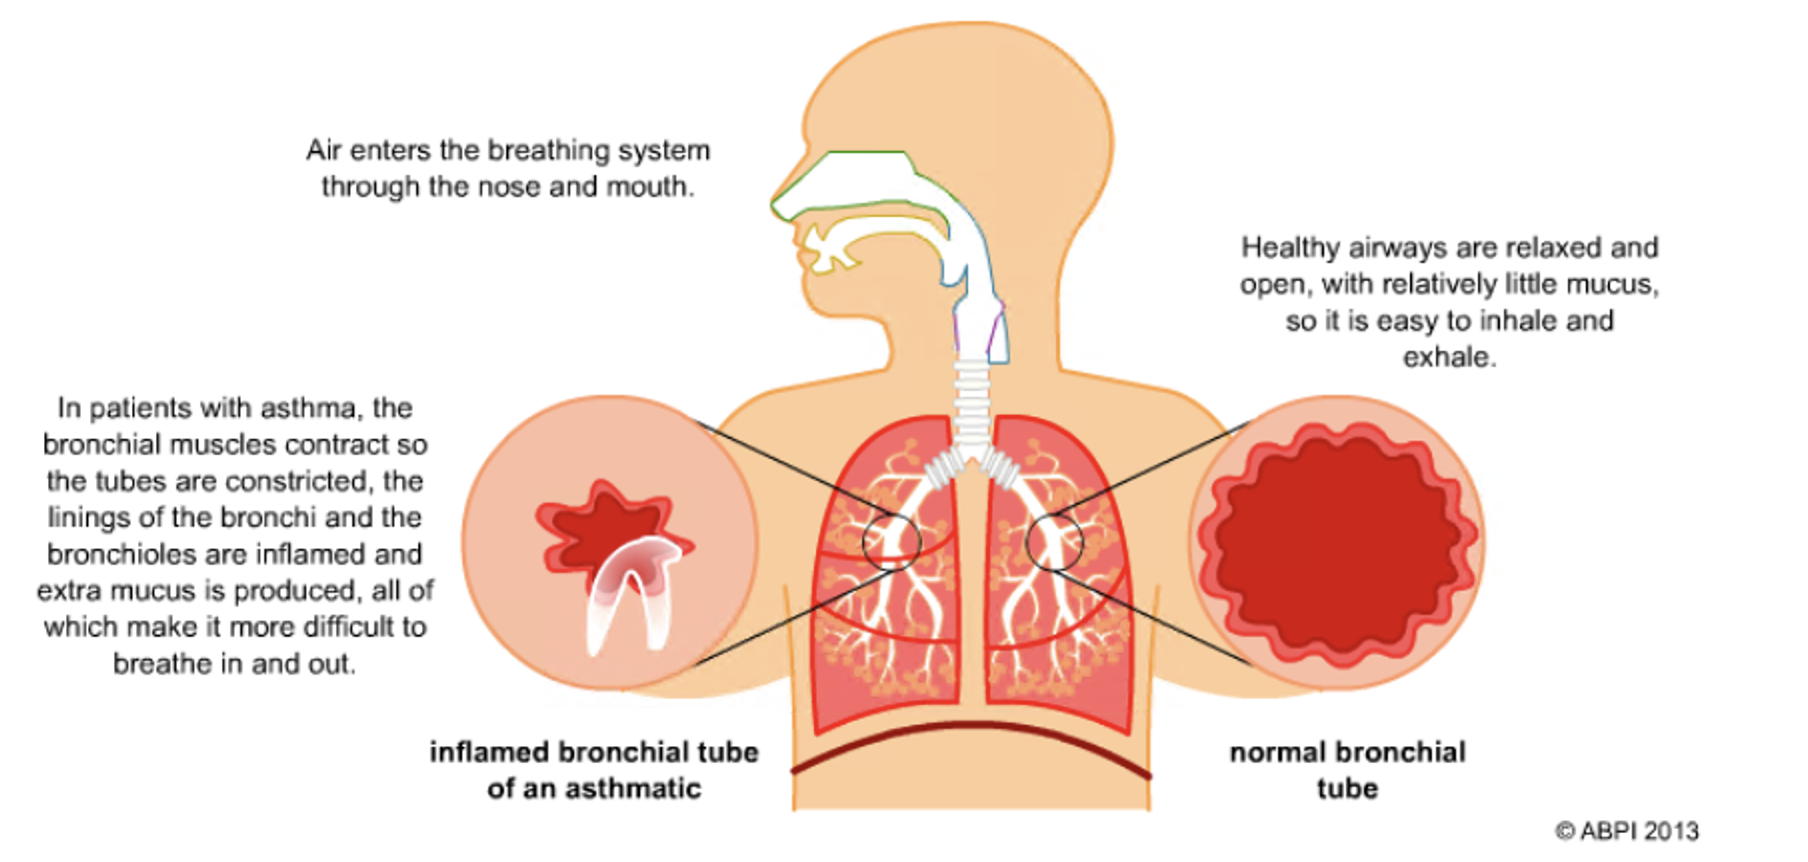 Air enters the breathing system
through the nose and mouth.
Healthy airways are relaxed and
open, with relatively little mucus,
so it is easy to inhale and
exhale.
In patients with asthma, the
bronchial muscles contract so
the tubes are constricted, the
linings of the bronchi and the
bronchioles are inflamed and
extra mucus is produced, all of
which make it more difficult to
breathe in and out.
inflamed bronchial tube
of an asthmatic
normal bronchial
tube
© ABPI 2013